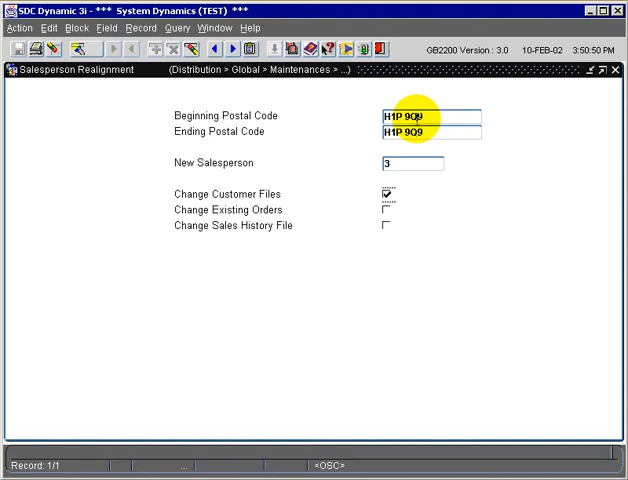 SDC Dynamic 3i - *** System Dynamics (TEST) ***
Action Edit Block Field Record Query Window Help
GB2200 Version : 3.0 10-FEB-02 3:50:50 PM
Salesperson Realignment (Distribution > Global > Maintenances > ...)
Beginning Postal Code H1P 9Q9
Ending Postal Code H1P 9Q9
New Salesperson 3
Change Customer Files
Change Existing Orders
Change Sales History File
Record: 1/1 ... <OSC>